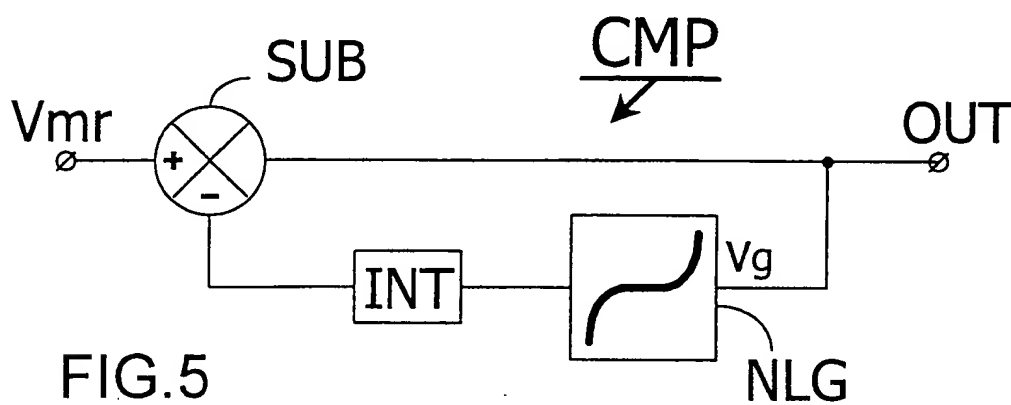 CMP
SUB
Vmr
OUT
+
-
Vg
INT
NLG
FIG.5